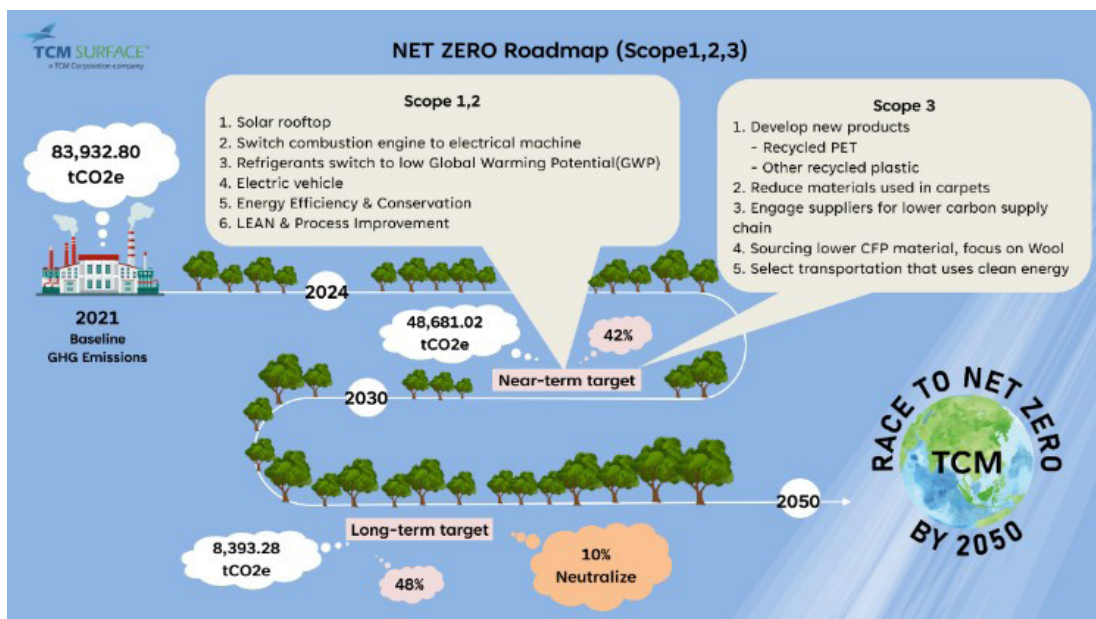 TCM SURFACE™
a TCM Corporation company
NET ZERO Roadmap (Scope1,2,3)
Scope 1,2
1. Solar rooftop
2. Switch combustion engine to electrical machine
3. Refrigerants switch to low Global Warming Potential(GWP)
4. Electric vehicle
5. Energy Efficiency & Conservation
6. LEAN & Process Improvement
Scope 3
1. Develop new products
- Recycled PET
- Other recycled plastic
2. Reduce materials used in carpets
3. Engage suppliers for lower carbon supply
chain
4. Sourcing lower CFP material, focus on Wool
5. Select transportation that uses clean energy
83,932.80
tCO2e
2021
Baseline
GHG Emissions
2024
48,681.02
tCO2e
42%
Near-term target
2030
2050
Long-term target
8,393.28
tCO2e
48%
10%
Neutralize
RACE TO NET ZERO
TCM
BY 2050